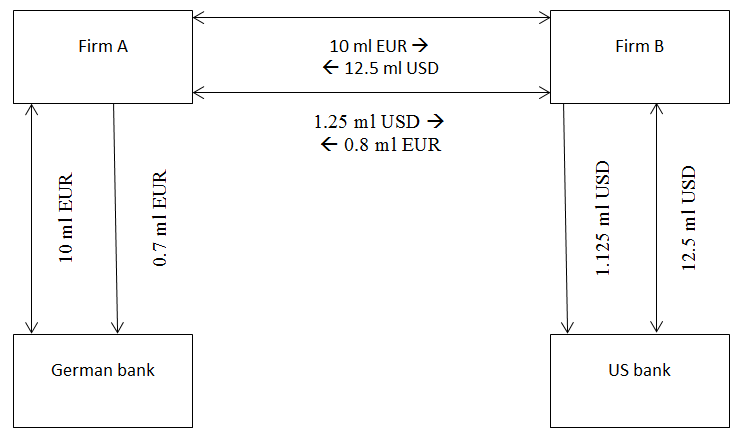 Firm A
Firm B
10 ml EUR →
← 12.5 ml USD
1.25 ml USD →
← 0.8 ml EUR
10 ml EUR
0.7 ml EUR
1.125 ml USD
12.5 ml USD
German bank
US bank